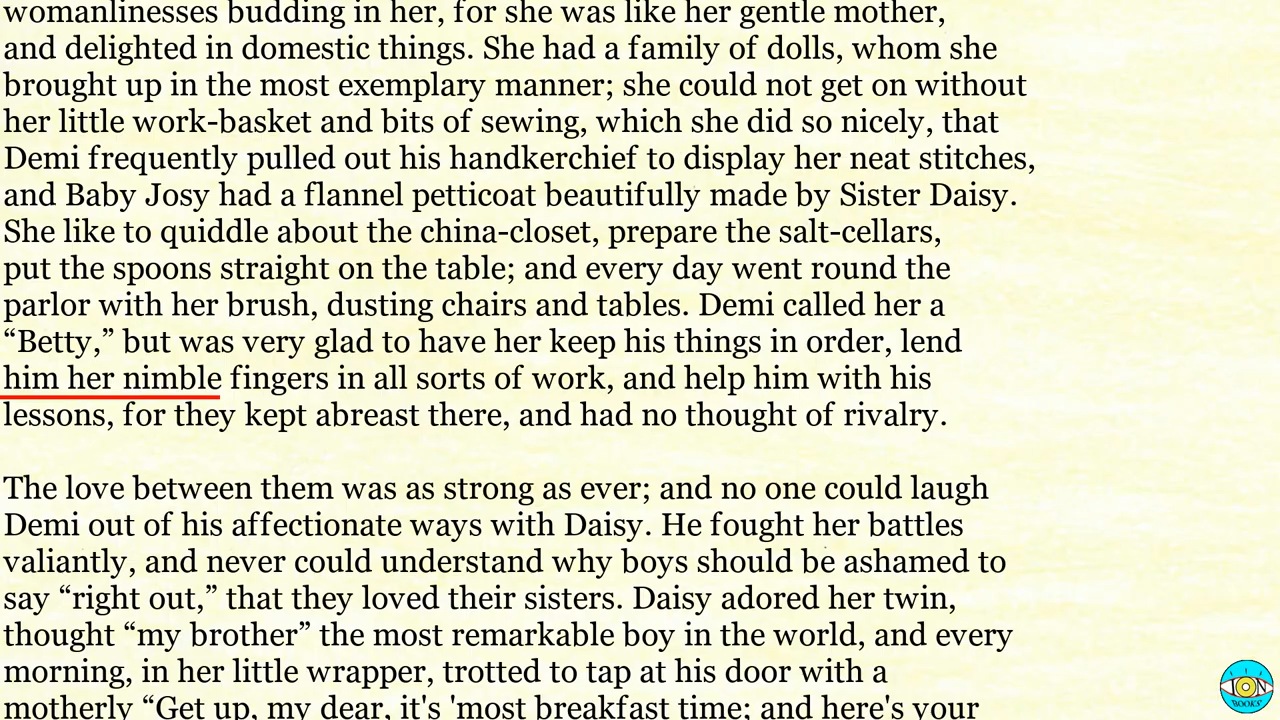 womanlinesses budding in her, for she was like her gentle mother,
and delighted in domestic things. She had a family of dolls, whom she
brought up in the most exemplary manner; she could not get on without
her little work-basket and bits of sewing, which she did so nicely, that
Demi frequently pulled out his handkerchief to display her neat stitches,
and Baby Josy had a flannel petticoat beautifully made by Sister Daisy.
She like to quiddle about the china-closet, prepare the salt-cellars,
put the spoons straight on the table; and every day went round the
parlor with her brush, dusting chairs and tables. Demi called her a
“Betty,” but was very glad to have her keep his things in order, lend
him her nimble fingers in all sorts of work, and help him with his
lessons, for they kept abreast there, and had no thought of rivalry.
The love between them was as strong as ever; and no one could laugh
Demi out of his affectionate ways with Daisy. He fought her battles
valiantly, and never could understand why boys should be ashamed to
say “right out,” that they loved their sisters. Daisy adored her twin,
thought “my brother” the most remarkable boy in the world, and every
morning, in her little wrapper, trotted to tap at his door with a
motherly “Get up, my dear, it's 'most breakfast time; and here's your
ION
BOOKS